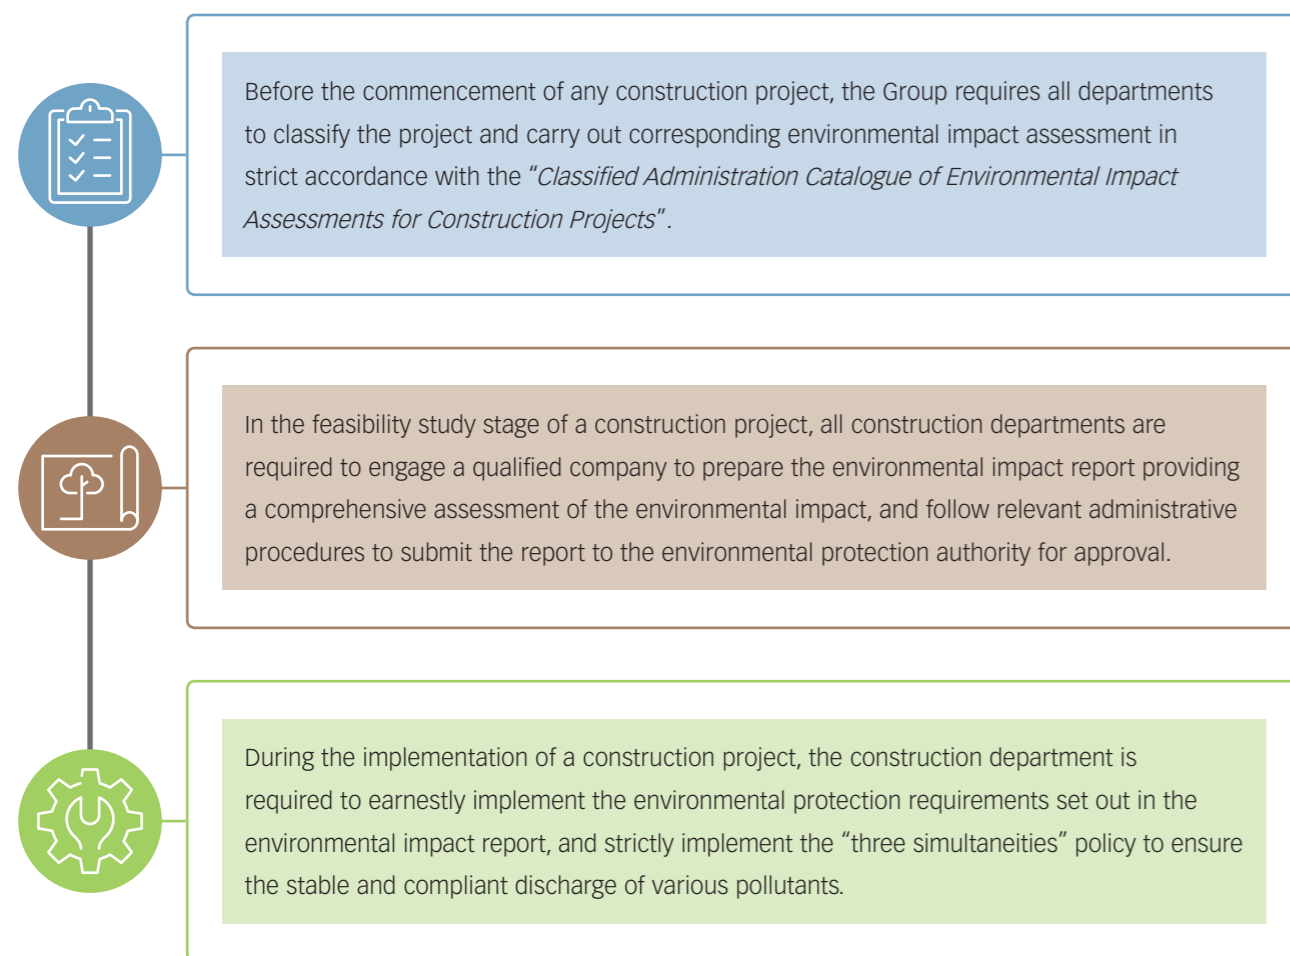 Before the commencement of any construction project, the Group requires all departments
to classify the project and carry out corresponding environmental impact assessment in
strict accordance with the "Classified Administration Catalogue of Environmental Impact
Assessments for Construction Projects".
In the feasibility study stage of a construction project, all construction departments are
required to engage a qualified company to prepare the environmental impact report providing
a comprehensive assessment of the environmental impact, and follow relevant administrative
procedures to submit the report to the environmental protection authority for approval.
During the implementation of a construction project, the construction department is
required to earnestly implement the environmental protection requirements set out in the
environmental impact report, and strictly implement the “three simultaneities” policy to ensure
the stable and compliant discharge of various pollutants.